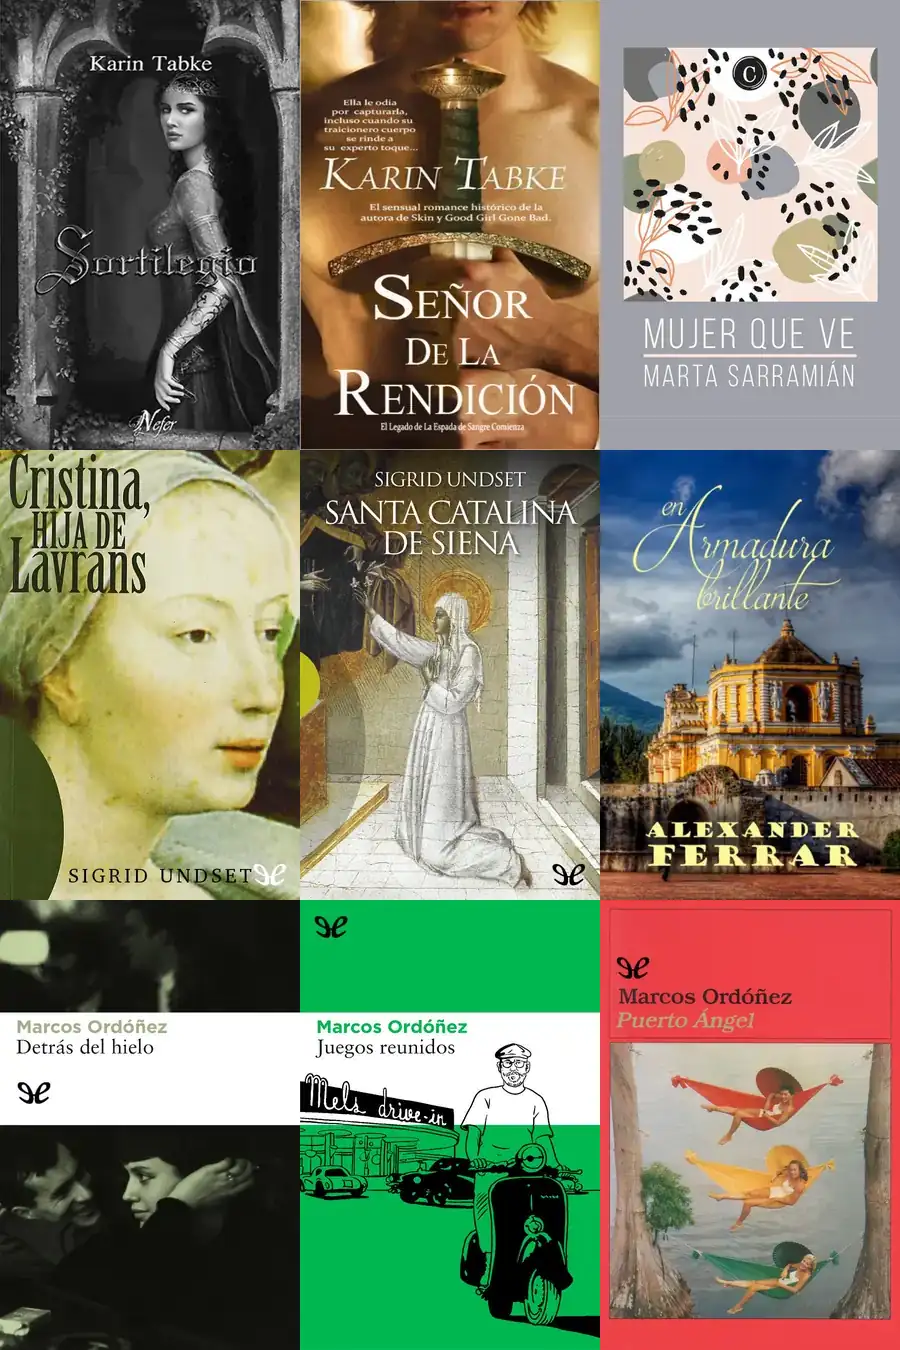 Karin Tabke
Sortilegio
Nefer
Ella le odia
por capturarla,
incluso cuando su
traicionero cuerpo
se rinde a
su experto toque...
KARIN TABKE
El sensual romance histórico de la
autora de Skin y Good Girl Gone Bad.
SEÑOR
DE LA
RENDICIÓN
El Legado de La Espada de Sangre Comienza
C
MUJER QUE VE
MARTA SARRAMIÁN
Cristina,
HIJA DE
Lavrans
SIGRID UNDSET
SIGRID UNDSET
SANTA CATALINA
DE SIENA
en
Armadura
brillante
ALEXANDER
FERRAR
Marcos Ordóñez
Detrás del hielo
Marcos Ordóñez
Juegos reunidos
Mels drive-in
Marcos Ordóñez
Puerto Ángel